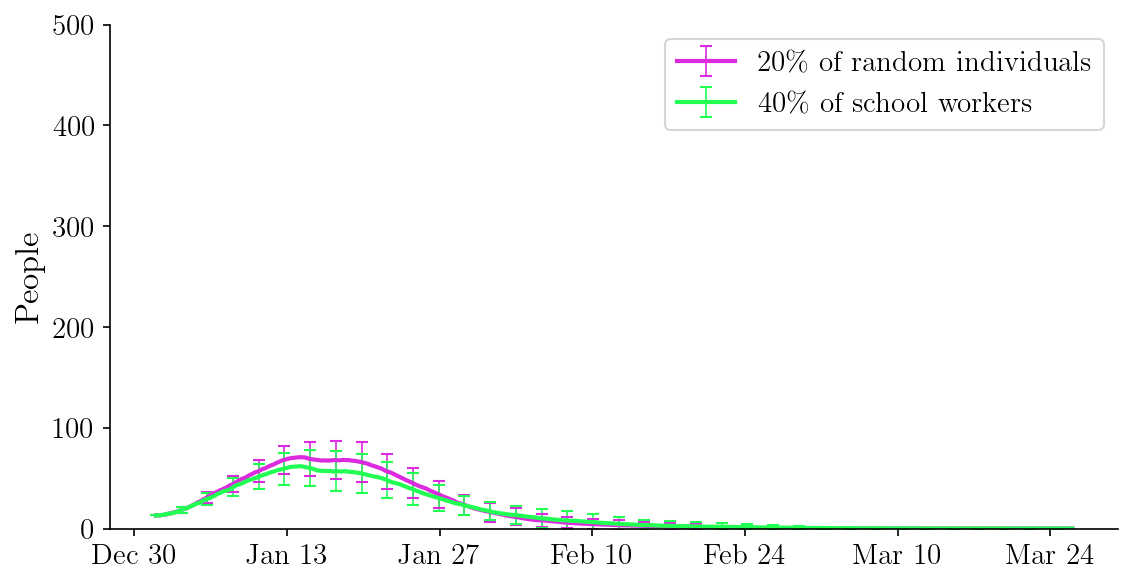 500
400
300
200
100
0
People
20% of random individuals
40% of school workers
Dec 30 Jan 13 Jan 27 Feb 10 Feb 24 Mar 10 Mar 24